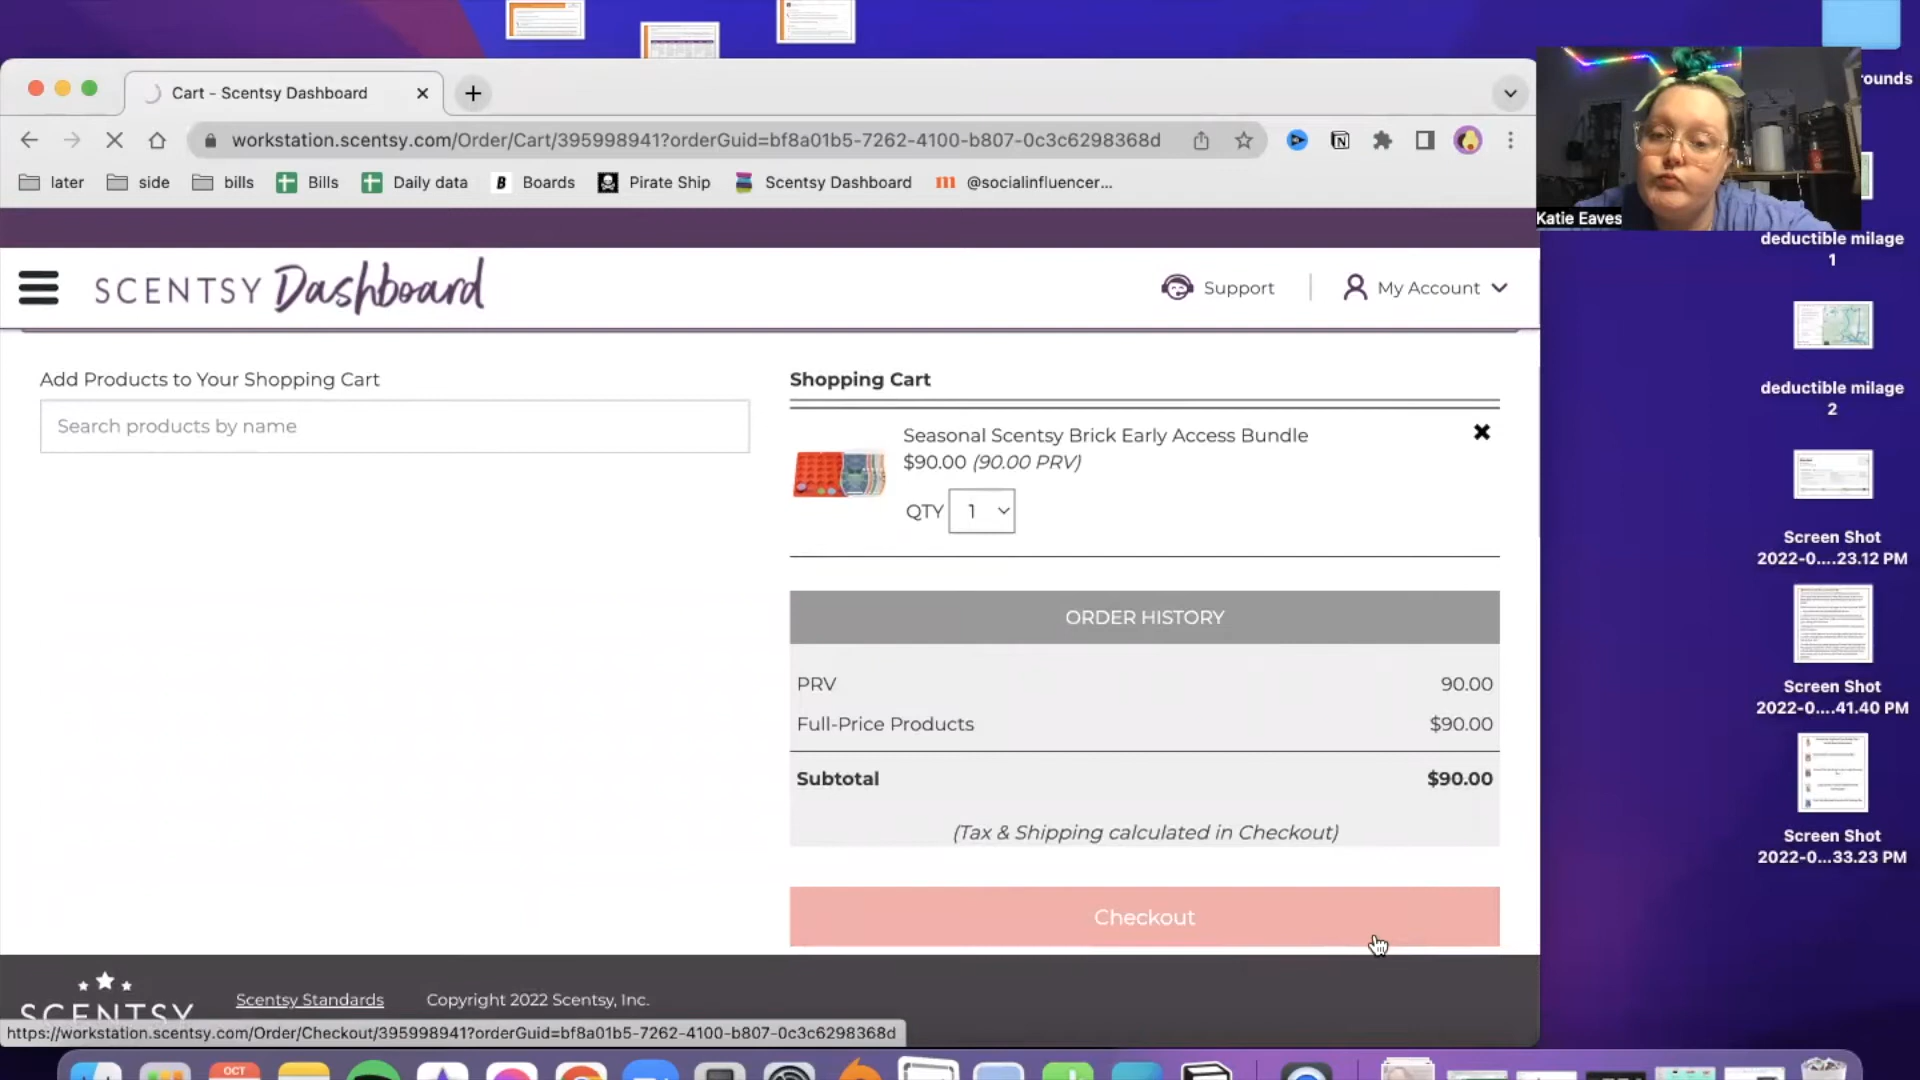 Cart - Scentsy Dashboard
workstation.scentsy.com/Order/Cart/395998941?orderGuid=bf8a01b5-7262-4100-b807-0c3c6298368d
later
side
bills
Bills
Daily data
B Boards
Pirate Ship
Scentsy Dashboard
m @socialinfluencer...
Katie Eaves
rounds
SCENTSY Dashboard
Support
My Account
deductible milage
1
deductible milage
2
Screen Shot
2022-0....23.12 PM
Screen Shot
2022-0....41.40 PM
Screen Shot
2022-0...33.23 PM
Add Products to Your Shopping Cart
Search products by name
Shopping Cart
Seasonal Scentsy Brick Early Access Bundle
$90.00 (90.00 PRV)
QTY 1
ORDER HISTORY
PRV 90.00
Full-Price Products $90.00
Subtotal $90.00
(Tax & Shipping calculated in Checkout)
Checkout
SCENTSY
Scentsy Standards
Copyright 2022 Scentsy, Inc.
https://workstation.scentsy.com/Order/Checkout/395998941?orderGuid=bf8a01b5-7262-4100-b807-0c3c6298368d
OCT